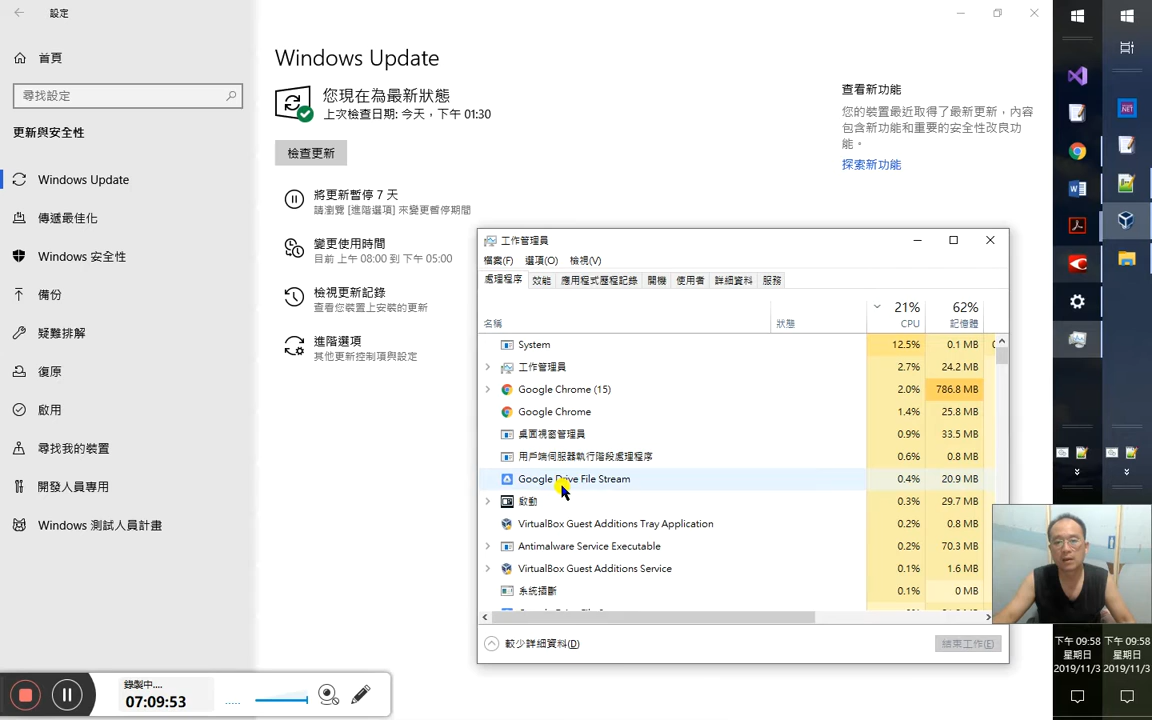 設定
首頁
尋找設定
更新與安全性
Windows Update
傳遞最佳化
Windows 安全性
備份
疑難排解
復原
啟用
尋找我的裝置
開發人員專用
Windows 測試人員計畫
Windows Update
您現在為最新狀態
上次檢查日期: 今天，下午 01:30
檢查更新
將更新暫停 7 天
請瀏覽 [進階選項] 來變更暫停期間
變更使用時間
目前 上午 08:00 到 下午 05:00
檢視更新記錄
查看您裝置上安裝的更新
進階選項
其他更新控制項與設定
查看新功能
您的裝置最近取得了最新更新，內容
包含新功能和重要的安全性改良功
能。
探索新功能
工作管理員
檔案(F) 選項(O) 檢視(V)
處理程序 效能 應用程式歷程記錄 開機 使用者 詳細資料 服務
21% 62%
名稱 狀態 CPU 記憶體
System 12.5% 0.1 MB
工作管理員 2.7% 24.2 MB
Google Chrome (15) 2.0% 786.8 MB
Google Chrome 1.4% 25.8 MB
桌面視窗管理員 0.9% 33.5 MB
用戶端伺服器執行階段處理程序 0.6% 0.8 MB
Google Drive File Stream 0.4% 20.9 MB
啟動 0.3% 29.7 MB
VirtualBox Guest Additions Tray Application 0.2% 0.8 MB
Antimalware Service Executable 0.2% 70.3 MB
VirtualBox Guest Additions Service 0.1% 1.6 MB
系統插斷 0.1% 0 MB
較少詳細資料(D)
結束工作(E)
錄製中....
07:09:53
.NET
下午 09:58 下午 09:58
星期日 星期日
2019/11/3 2019/11/3